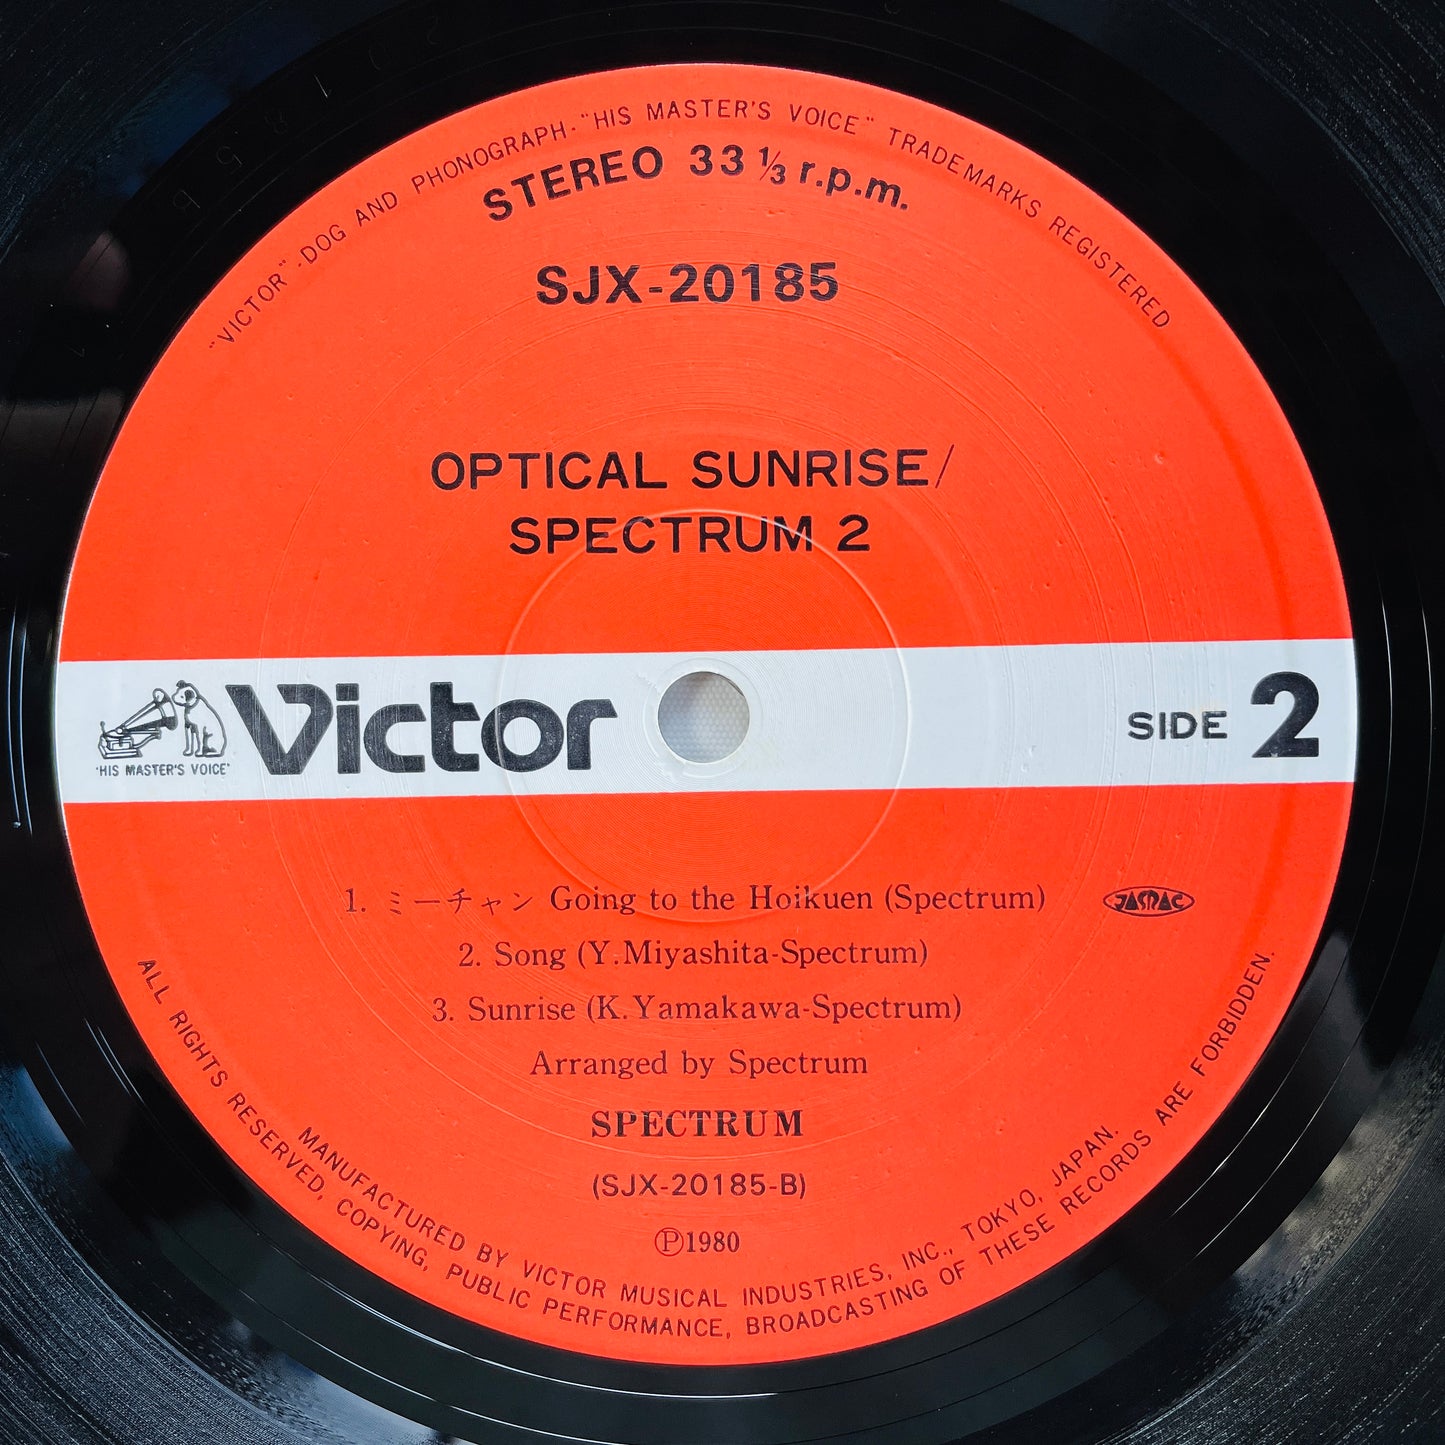 "VICTOR"·DOG AND PHONOGRAPH·"HIS MASTER'S VOICE" TRADEMARKS REGISTERED
STEREO 33 1/3 r.p.m.
SJX-20185
OPTICAL SUNRISE/
SPECTRUM 2
'HIS MASTER'S VOICE'
Victor
SIDE 2
1. ミーチャン Going to the Hoikuen (Spectrum)
JASRAC
2. Song (Y.Miyashita-Spectrum)
3. Sunrise (K.Yamakawa-Spectrum)
Arranged by Spectrum
SPECTRUM
(SJX-20185-B)
Ⓟ1980
MANUFACTURED BY VICTOR MUSICAL INDUSTRIES, INC., TOKYO, JAPAN.
ALL RIGHTS RESERVED, COPYING, PUBLIC PERFORMANCE, BROADCASTING OF THESE RECORDS ARE FORBIDDEN.